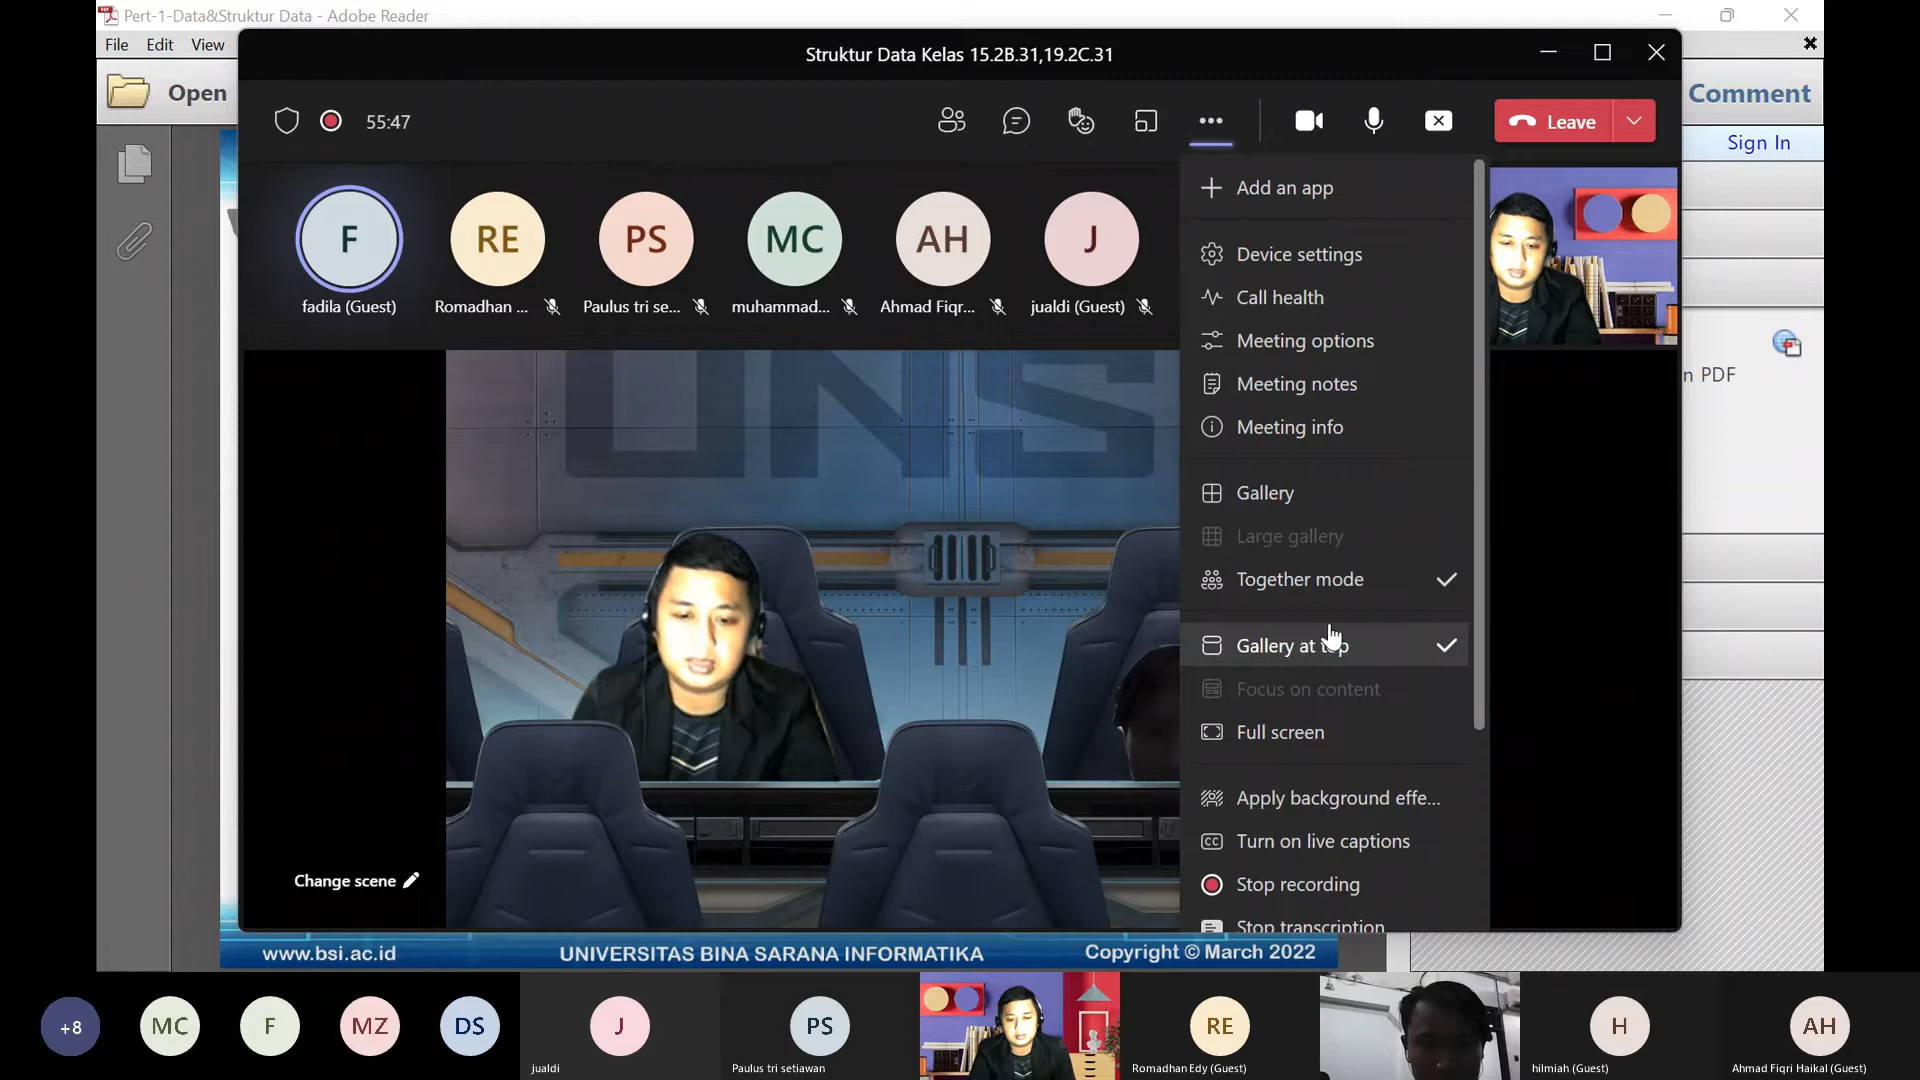 Pert-1-Data&Struktur Data - Adobe Reader
File Edit View
Open
Comment
Sign In
n PDF
Struktur Data Kelas 15.2B.31,19.2C.31
55:47
Leave
F
RE
PS
MC
AH
J
fadila (Guest)
Romadhan ...
Paulus tri se...
muhammad...
Ahmad Fiqr...
jualdi (Guest)
Add an app
Device settings
Call health
Meeting options
Meeting notes
Meeting info
Gallery
Large gallery
Together mode
Gallery at top
Focus on content
Full screen
Apply background effe...
CC Turn on live captions
Stop recording
Stop transcription
Change scene
www.bsi.ac.id
UNIVERSITAS BINA SARANA INFORMATIKA
Copyright © March 2022
+8
MC
F
MZ
DS
J
jualdi
PS
Paulus tri setiawan
RE
Romadhan Edy (Guest)
H
hilmiah (Guest)
AH
Ahmad Fiqri Haikal (Guest)